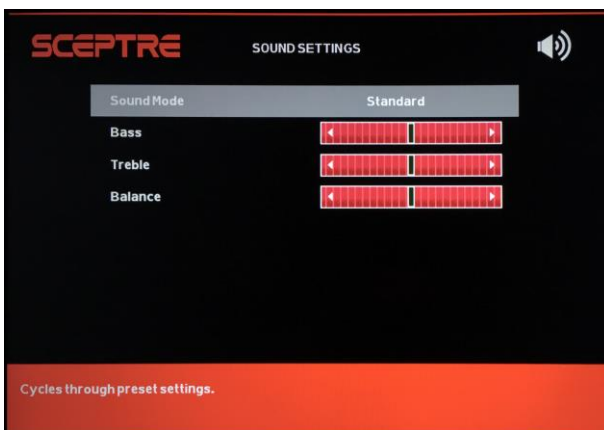 SCEPTRE
SOUND SETTINGS
Sound Mode Standard
Bass
Treble
Balance
Cycles through preset settings.